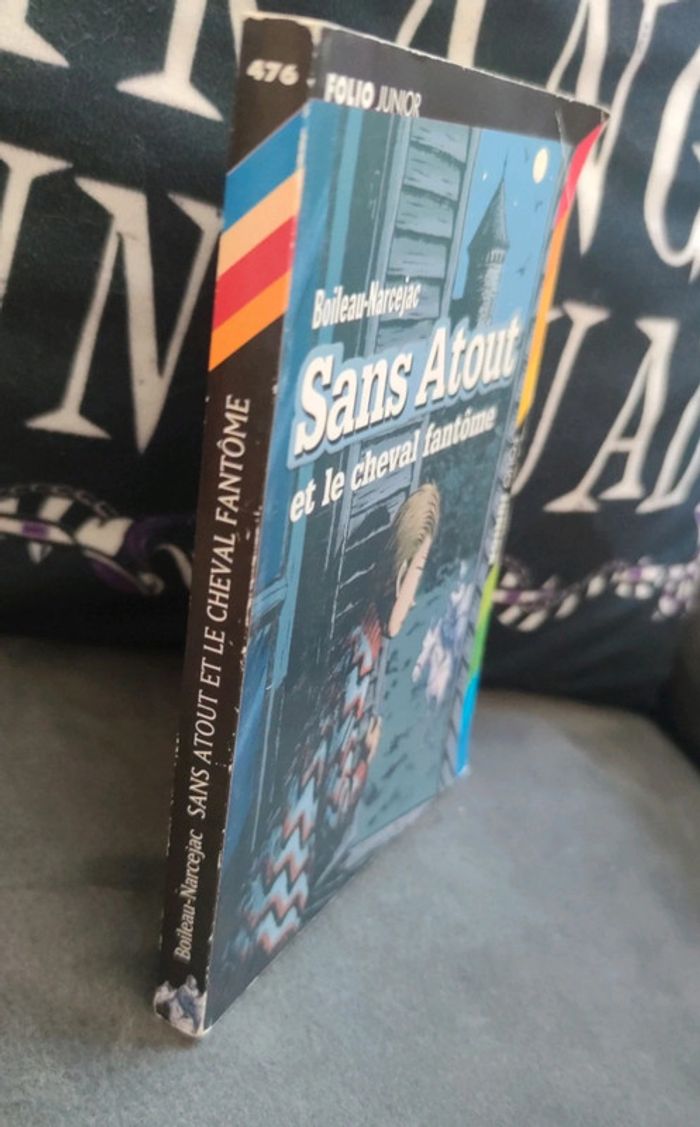 476
FOLIO JUNIOR
Boileau-Narcejac
Sans Atout
et le cheval fantôme
Boileau-Narcejac SANS ATOUT ET LE CHEVAL FANTÔME